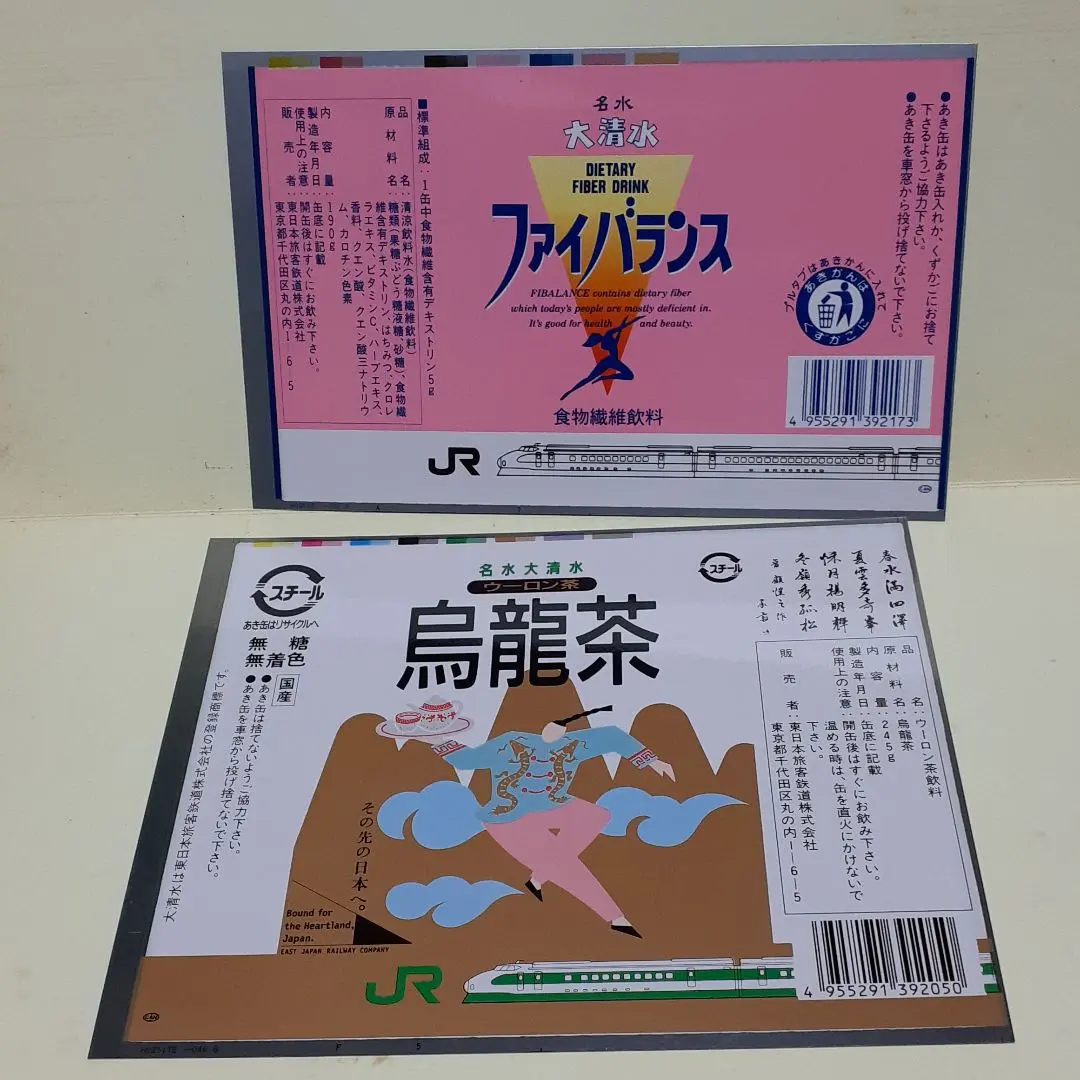 名水
大清水
DIETARY
FIBER DRINK
ファイバランス
FIBALANCE contains dietary fiber
which today's people are mostly deficient in.
It's good for health and beauty.
食物繊維飲料
JR
■標準組成：1缶中食物繊維含有デキストリン5g
品名：清涼飲料水(食物繊維飲料)
原材料名：糖類(果糖ぶどう糖液糖、砂糖)、食物繊
維含有デキストリン、はちみつ、クロレ
ラエキス、ビタミンC、ハーブエキス、
香料、クエン酸、クエン酸三ナトリウ
ム、カロチン色素
内容量：190g
製造年月日：缶底に記載
使用上の注意：開缶後はすぐにお飲み下さい。
販売者：東日本旅客鉄道株式会社
東京都千代田区丸の内1-6-5
●あき缶はあき缶入れか、くずかごにお捨て
下さるようご協力下さい。
●あき缶を車窓から投げ捨てないで下さい。
プルタブはあきかんに入れて
あきかんは
くずかごに
4 955291 392173
スチール
あき缶はリサイクルへ
無糖
無着色
国産
●あき缶は捨てないようご協力下さい。
●あき缶を車窓から投げ捨てないで下さい。
大清水は東日本旅客鉄道株式会社の登録商標です。
名水大清水
ウーロン茶
烏龍茶
スチール
春水満四澤
夏雲多奇峯
秋月揚明輝
冬嶺秀孤松
品名：ウーロン茶飲料
原材料名：烏龍茶
内容量：245g
製造年月日：缶底に記載
使用上の注意：開缶後はすぐにお飲み下さい。
温める時は、缶を直火にかけないで
下さい。
販売者：東日本旅客鉄道株式会社
東京都千代田区丸の内1-6-5
その先の日本へ。
Bound for
the Heartland,
Japan.
EAST JAPAN RAILWAY COMPANY
JR
4 955291 392050
F
5